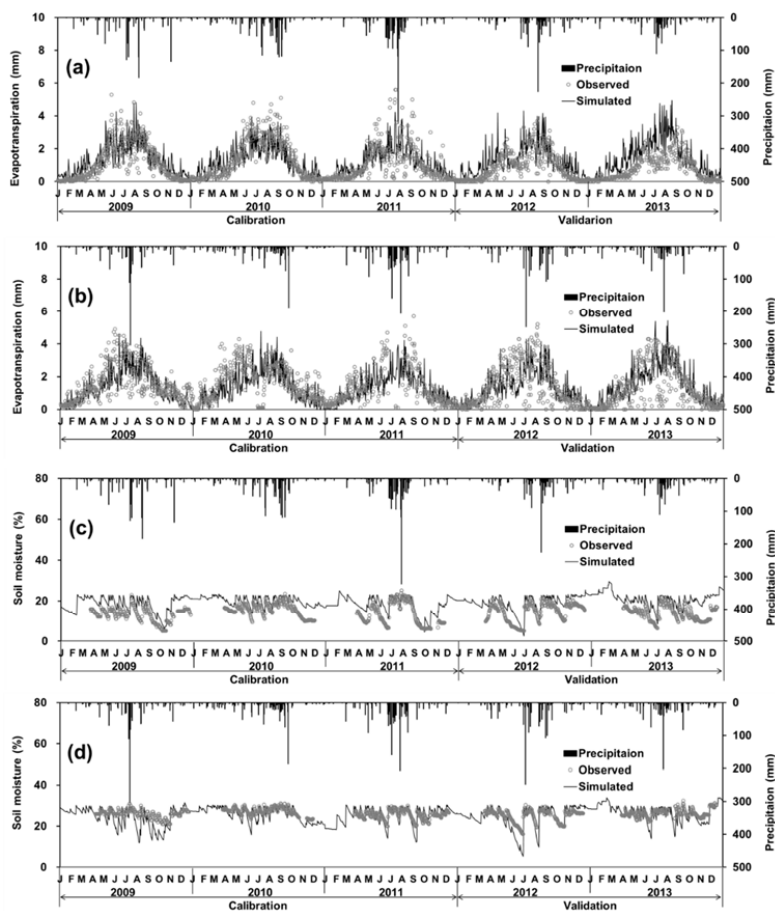 10
8
6
4
2
0
Evapotranspiration (mm)
(a)
Precipitaion
Observed
Simulated
0
100
200
300
400
500
Precipitaion (mm)
J F M A M J J A S O N D J F M A M J J A S O N D J F M A M J J A S O N D J F M A M J J A S O N D J F M A M J J A S O N D
2009 2010 2011 2012 2013
Calibration Validarion
10
8
6
4
2
0
Evapotranspiration (mm)
(b)
Precipitaion
Observed
Simulated
0
100
200
300
400
500
Precipitaion (mm)
J F M A M J J A S O N D J F M A M J J A S O N D J F M A M J J A S O N D J F M A M J J A S O N D J F M A M J J A S O N D
2009 2010 2011 2012 2013
Calibration Validation
80
60
40
20
0
Soil moisture (%)
(c)
Precipitaion
Observed
Simulated
0
100
200
300
400
500
Precipitaion (mm)
J F M A M J J A S O N D J F M A M J J A S O N D J F M A M J J A S O N D J F M A M J J A S O N D J F M A M J J A S O N D
2009 2010 2011 2012 2013
Calibration Validation
80
60
40
20
0
Soil moisture (%)
(d)
Precipitaion
Observed
Simulated
0
100
200
300
400
500
Precipitaion (mm)
J F M A M J J A S O N D J F M A M J J A S O N D J F M A M J J A S O N D J F M A M J J A S O N D J F M A M J J A S O N D
2009 2010 2011 2012 2013
Calibration Validation